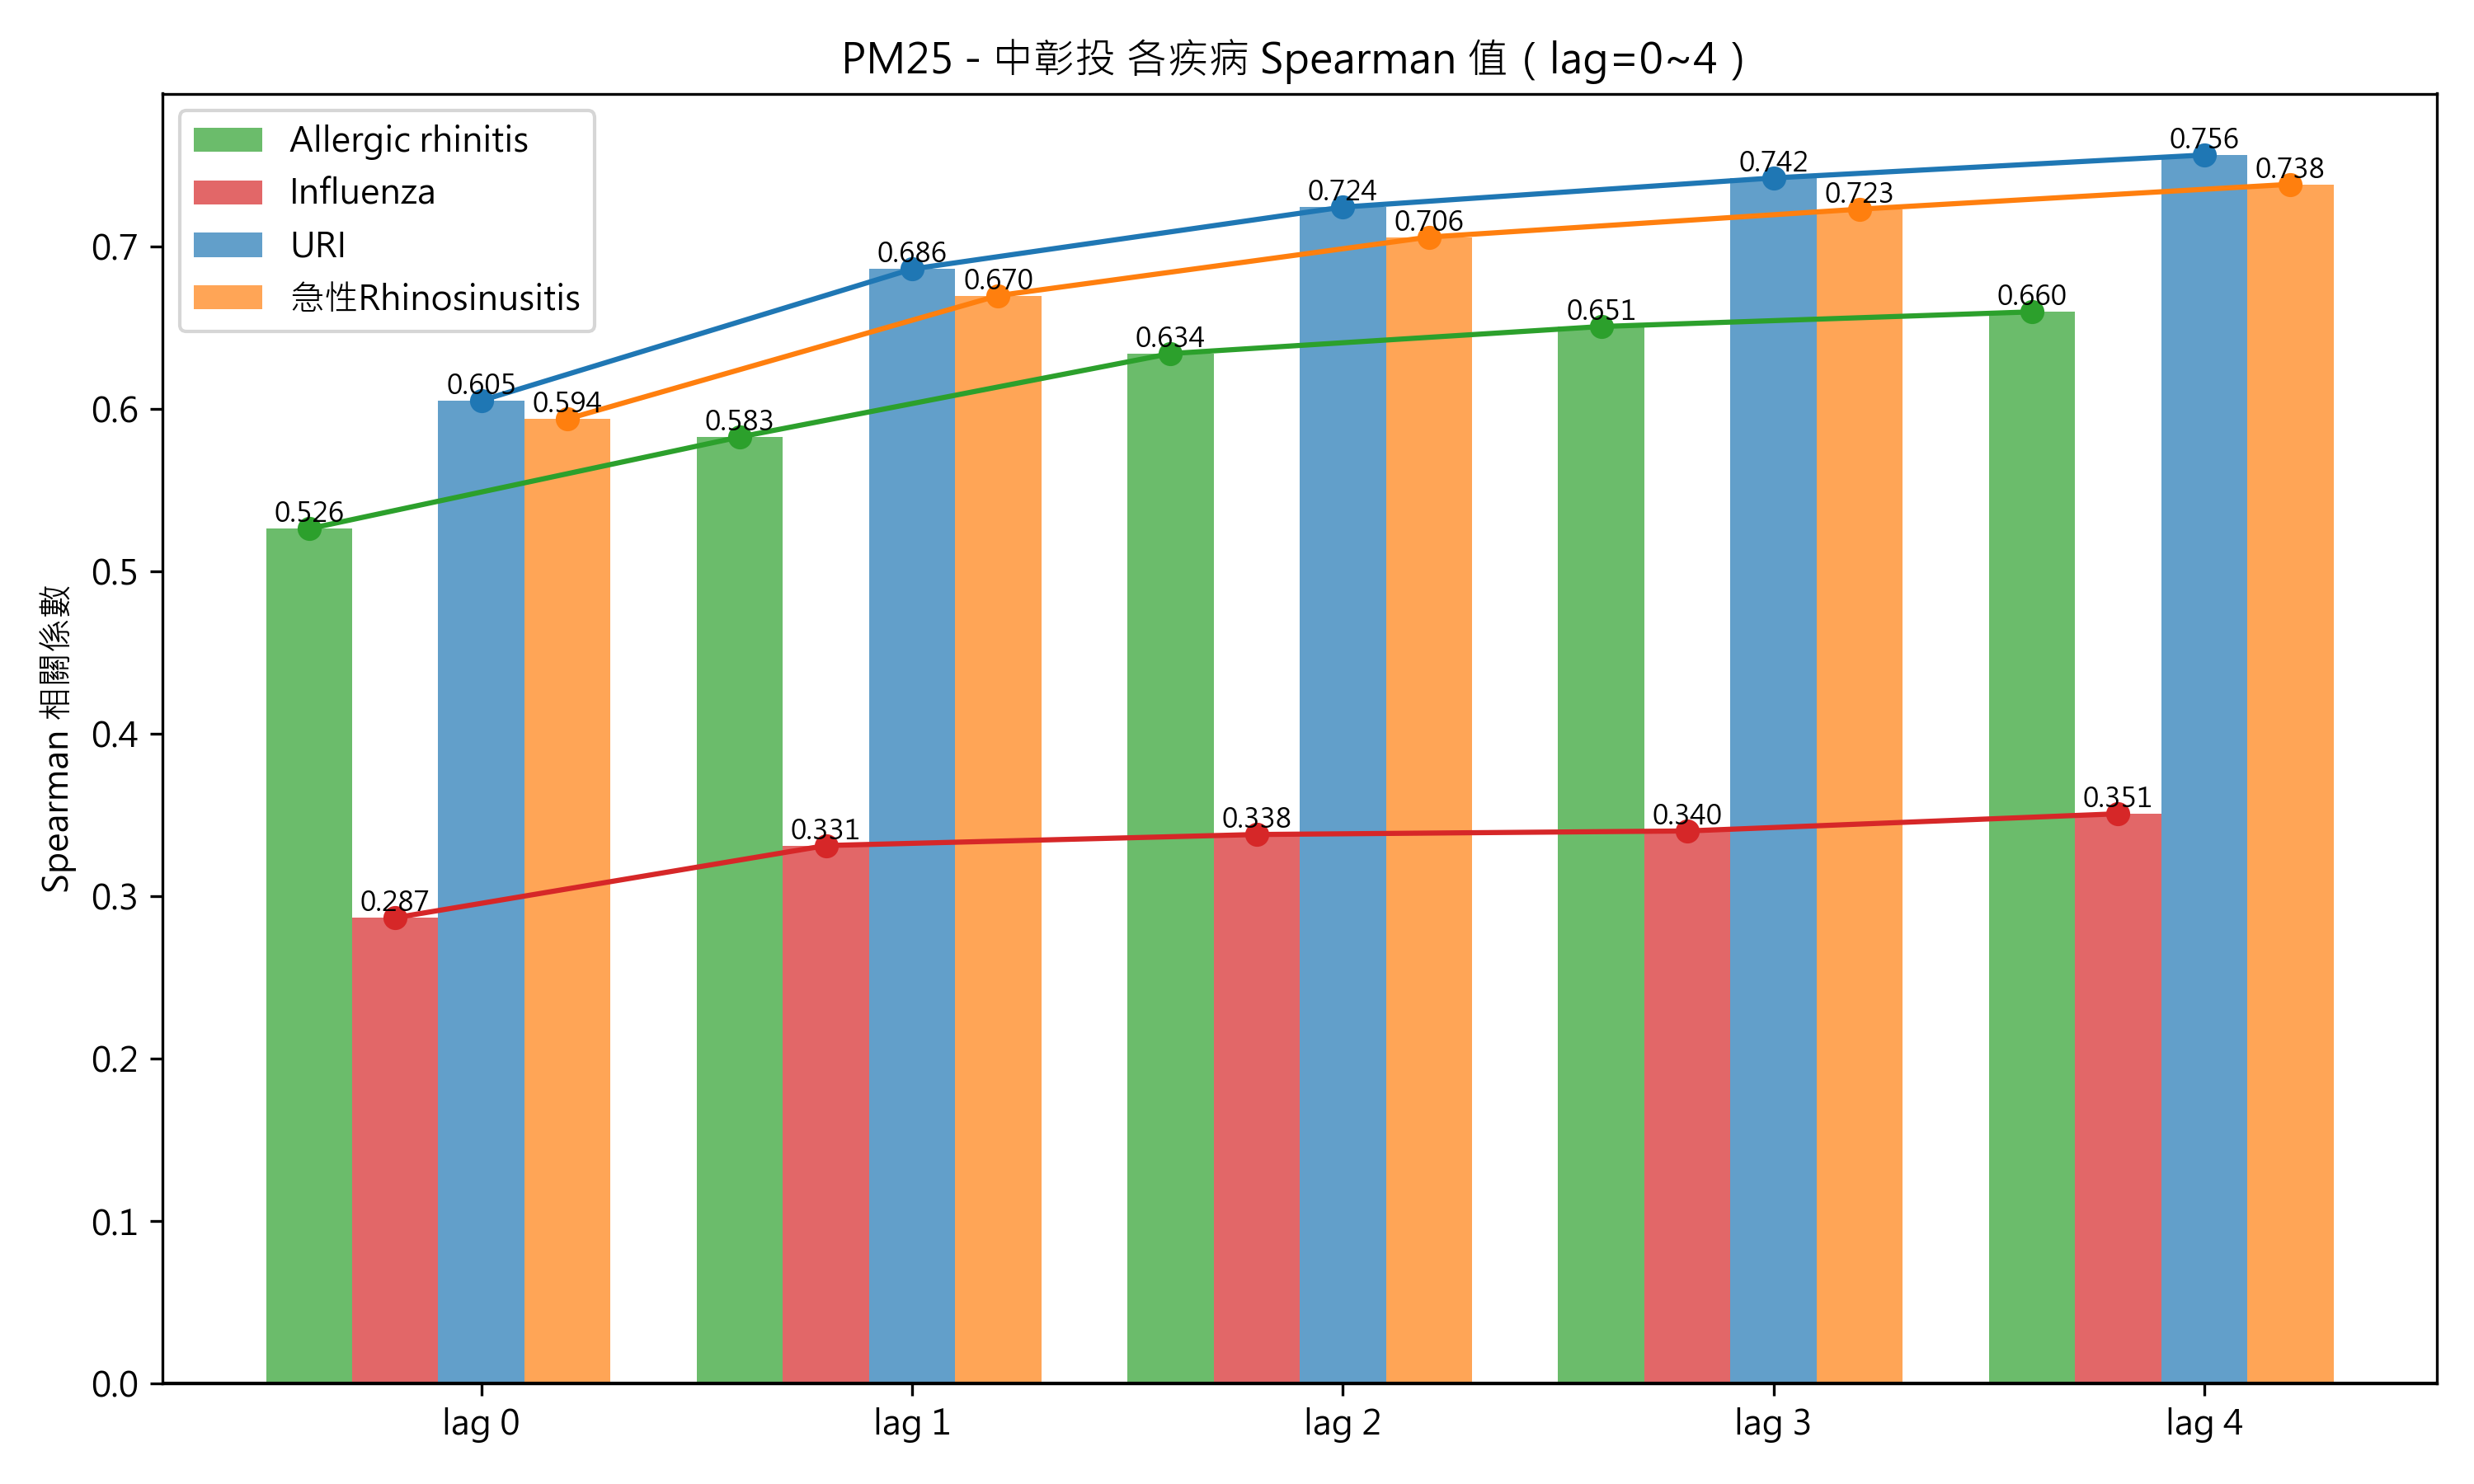 PM25 - 中彰投 各疾病 Spearman 值 ( lag=0~4 )
Allergic rhinitis
Influenza
URI
急性Rhinosinusitis
Spearman 相關係數
0.7
0.6
0.5
0.4
0.3
0.2
0.1
0.0
0.526
0.287
0.605
0.594
0.583
0.331
0.686
0.670
0.634
0.338
0.724
0.706
0.651
0.340
0.742
0.723
0.660
0.351
0.756
0.738
lag 0
lag 1
lag 2
lag 3
lag 4